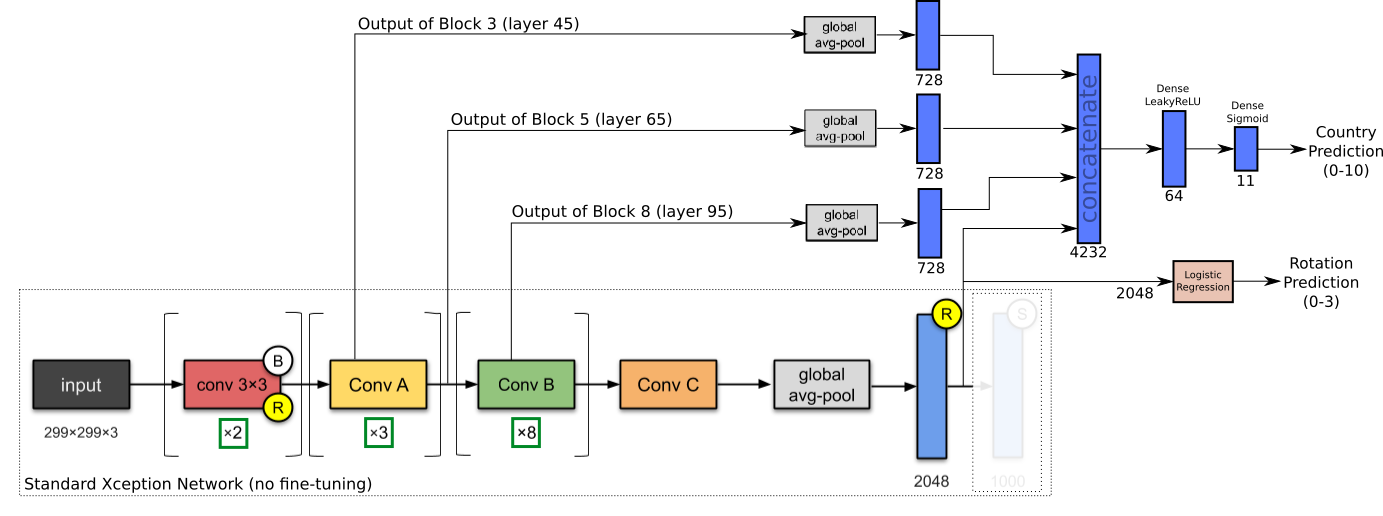 Output of Block 3 (layer 45)
global
avg-pool
728
Output of Block 5 (layer 65)
global
avg-pool
728
Output of Block 8 (layer 95)
global
avg-pool
728
concatenate
4232
Dense
LeakyReLU
64
Dense
Sigmoid
11
Country
Prediction
(0-10)
2048
Logistic
Regression
Rotation
Prediction
(0-3)
input
299×299×3
conv 3×3
B
R
×2
Conv A
×3
Conv B
×8
Conv C
global
avg-pool
R
2048
S
1000
Standard Xception Network (no fine-tuning)